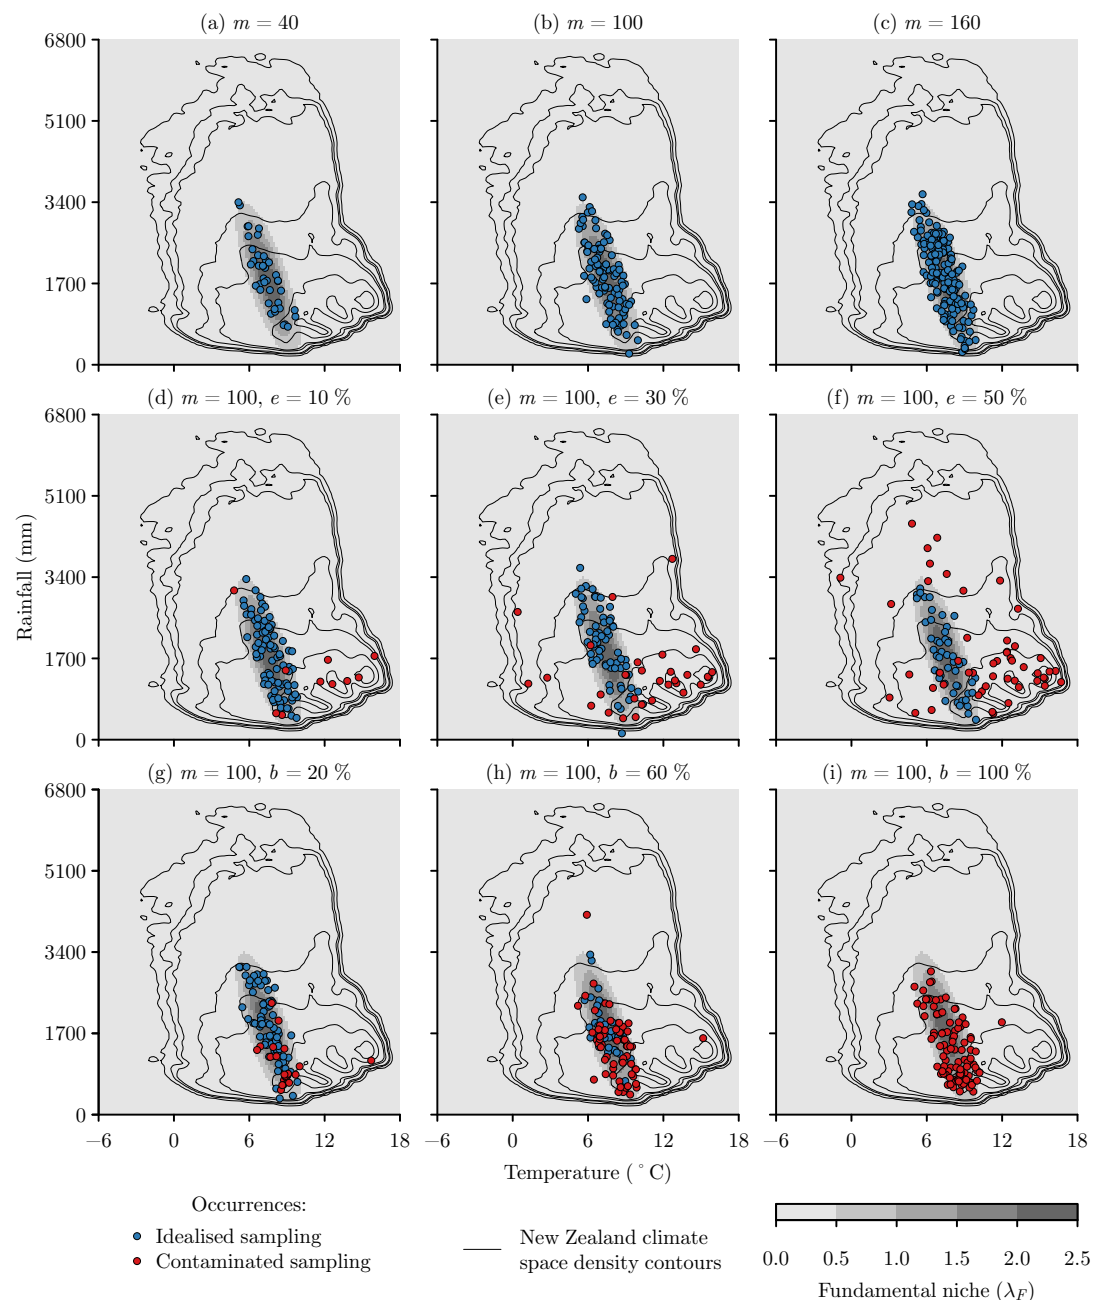 (a) m = 40
(b) m = 100
(c) m = 160
6800
5100
3400
1700
0
(d) m = 100, e = 10 %
(e) m = 100, e = 30 %
(f) m = 100, e = 50 %
6800
5100
3400
1700
0
Rainfall (mm)
(g) m = 100, b = 20 %
(h) m = 100, b = 60 %
(i) m = 100, b = 100 %
6800
5100
3400
1700
0
−6 0 6 12 18
−6 0 6 12 18
−6 0 6 12 18
Temperature (°C)
Occurrences:
Idealised sampling
Contaminated sampling
New Zealand climate
space density contours
0.0 0.5 1.0 1.5 2.0 2.5
Fundamental niche (λF)